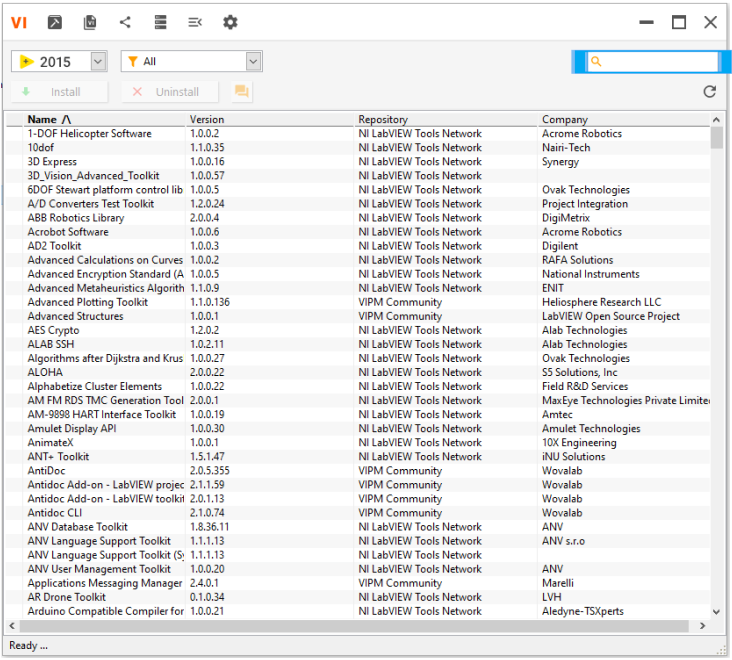 VI
2015 All
Install Uninstall
Name /\ Version Repository Company
1-DOF Helicopter Software 1.0.0.2 NI LabVIEW Tools Network Acrome Robotics
10dof 1.1.0.35 NI LabVIEW Tools Network Nairi-Tech
3D Express 1.0.0.16 NI LabVIEW Tools Network Synergy
3D_Vision_Advanced_Toolkit 1.0.0.57 NI LabVIEW Tools Network
6DOF Stewart platform control lib 1.0.0.5 NI LabVIEW Tools Network Ovak Technologies
A/D Converters Test Toolkit 1.2.0.24 NI LabVIEW Tools Network Project Integration
ABB Robotics Library 2.0.0.4 NI LabVIEW Tools Network DigiMetrix
Acrobot Software 1.0.0.6 NI LabVIEW Tools Network Acrome Robotics
AD2 Toolkit 1.0.0.3 NI LabVIEW Tools Network Digilent
Advanced Calculations on Curves 1.0.0.2 NI LabVIEW Tools Network RAFA Solutions
Advanced Encryption Standard (A 1.0.0.5 NI LabVIEW Tools Network National Instruments
Advanced Metaheuristics Algorith 1.1.0.9 NI LabVIEW Tools Network ENIT
Advanced Plotting Toolkit 1.1.0.136 VIPM Community Heliosphere Research LLC
Advanced Structures 1.0.0.1 VIPM Community LabVIEW Open Source Project
AES Crypto 1.2.0.2 NI LabVIEW Tools Network Alab Technologies
ALAB SSH 1.0.2.11 NI LabVIEW Tools Network Alab Technologies
Algorithms after Dijkstra and Krus 1.0.0.27 NI LabVIEW Tools Network Ovak Technologies
ALOHA 2.0.0.22 NI LabVIEW Tools Network S5 Solutions, Inc
Alphabetize Cluster Elements 1.0.0.22 NI LabVIEW Tools Network Field R&D Services
AM FM RDS TMC Generation Tool 2.0.0.1 NI LabVIEW Tools Network MaxEye Technologies Private Limite
AM-9898 HART Interface Toolkit 1.0.0.19 NI LabVIEW Tools Network Amtec
Amulet Display API 1.0.0.30 NI LabVIEW Tools Network Amulet Technologies
AnimateX 1.0.0.1 NI LabVIEW Tools Network 10X Engineering
ANT+ Toolkit 1.5.1.47 NI LabVIEW Tools Network iNU Solutions
AntiDoc 2.0.5.355 VIPM Community Wovalab
Antidoc Add-on - LabVIEW projec 2.1.1.59 VIPM Community Wovalab
Antidoc Add-on - LabVIEW toolkit 2.0.1.13 VIPM Community Wovalab
Antidoc CLI 2.1.0.74 VIPM Community Wovalab
ANV Database Toolkit 1.8.36.11 NI LabVIEW Tools Network ANV
ANV Language Support Toolkit 1.1.1.13 NI LabVIEW Tools Network ANV s.r.o
ANV Language Support Toolkit (Sy 1.1.1.13 NI LabVIEW Tools Network
ANV User Management Toolkit 1.0.0.20 NI LabVIEW Tools Network ANV
Applications Messaging Manager 2.4.0.1 VIPM Community Marelli
AR Drone Toolkit 0.1.0.34 NI LabVIEW Tools Network LVH
Arduino Compatible Compiler for 1.0.0.21 NI LabVIEW Tools Network Aledyne-TSXperts
Ready ...